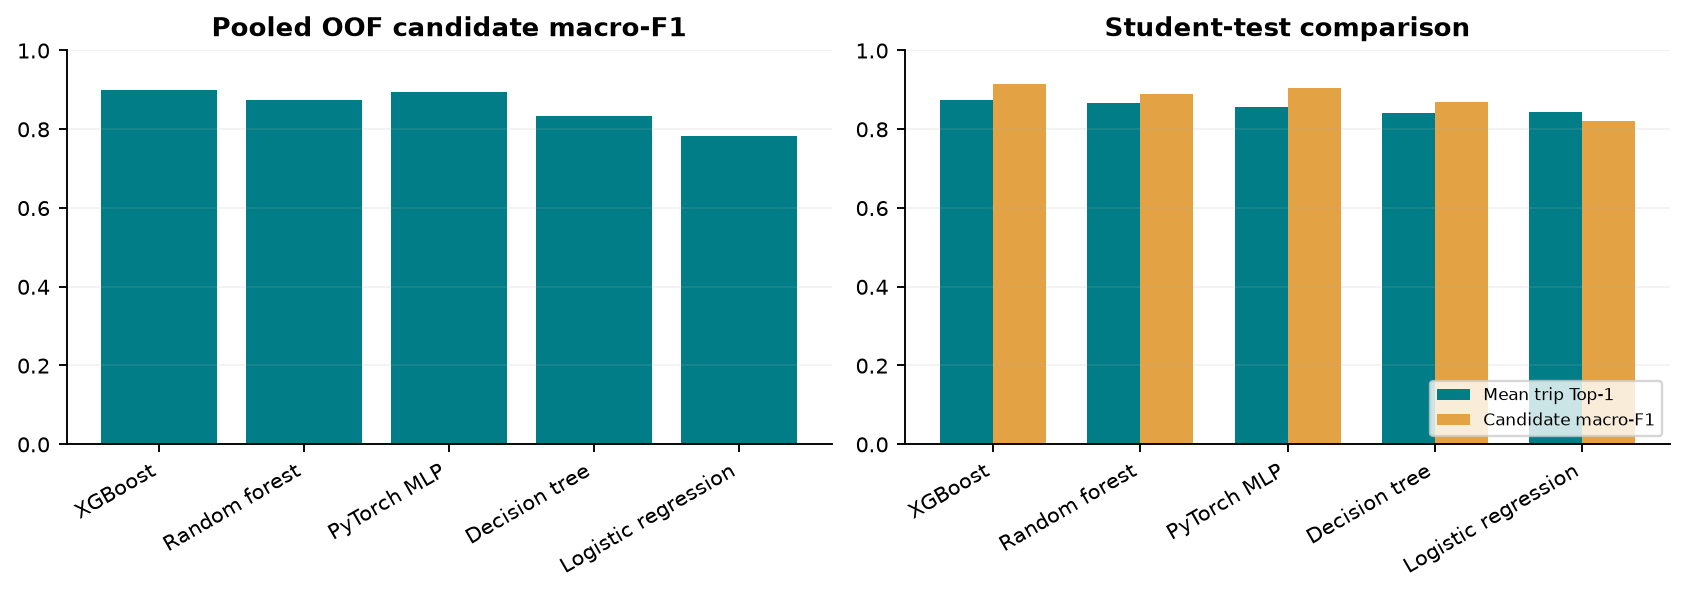 Pooled OOF candidate macro-F1
1.0
0.8
0.6
0.4
0.2
0.0
XGBoost
Random forest
PyTorch MLP
Decision tree
Logistic regression
Student-test comparison
1.0
0.8
0.6
0.4
0.2
0.0
Mean trip Top-1
Candidate macro-F1
XGBoost
Random forest
PyTorch MLP
Decision tree
Logistic regression